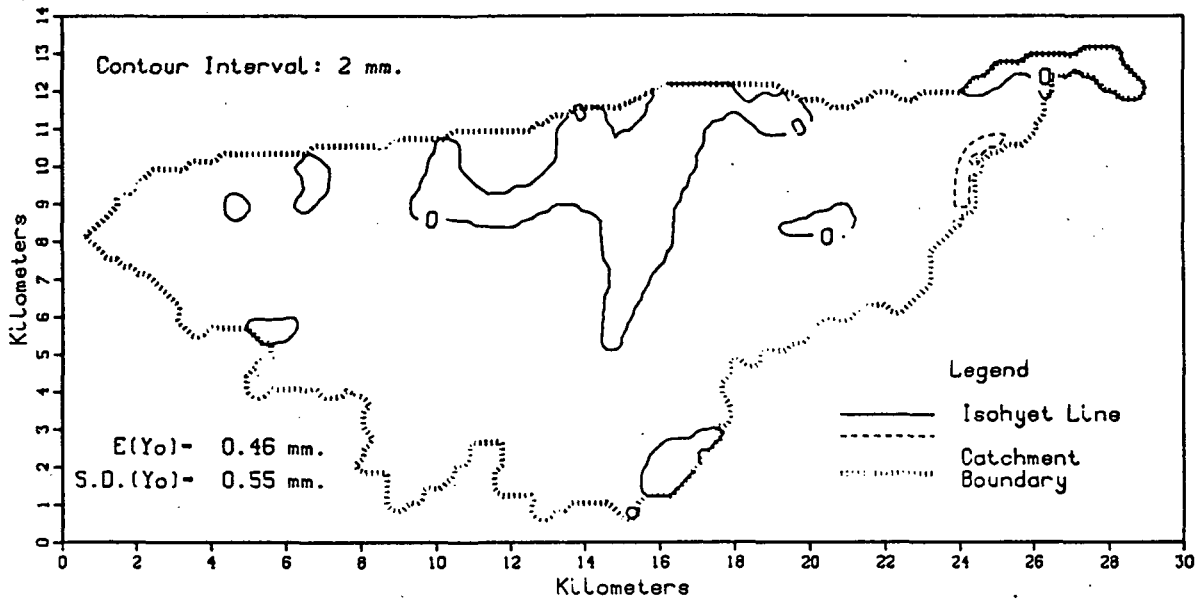 14
13
12
11
10
9
8
7
6
5
4
3
2
1
0
Kilometers
Contour Interval: 2 mm.
0
0
0
0
0
E(Yo)= 0.46 mm.
S.D.(Yo)= 0.55 mm.
Legend
Isohyet Line
Catchment
Boundary
0 2 4 6 8 10 12 14 16 18 20 22 24 26 28 30
Kilometers